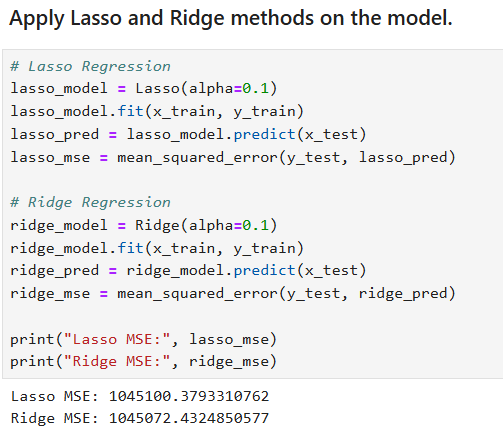 Apply Lasso and Ridge methods on the model.
# Lasso Regression
lasso_model = Lasso(alpha=0.1)
lasso_model.fit(x_train, y_train)
lasso_pred = lasso_model.predict(x_test)
lasso_mse = mean_squared_error(y_test, lasso_pred)
# Ridge Regression
ridge_model = Ridge(alpha=0.1)
ridge_model.fit(x_train, y_train)
ridge_pred = ridge_model.predict(x_test)
ridge_mse = mean_squared_error(y_test, ridge_pred)
print("Lasso MSE:", lasso_mse)
print("Ridge MSE:", ridge_mse)
Lasso MSE: 1045100.3793310762
Ridge MSE: 1045072.4324850577